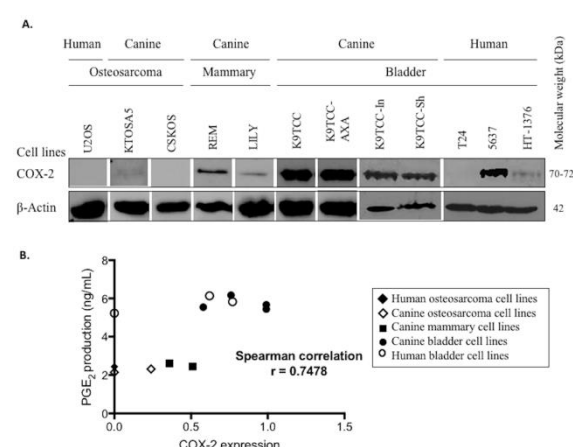 A.
Human Canine Canine Canine Human
Osteosarcoma Mammary Bladder
Cell lines U2OS KTOSA5 CSKOS REM LILY K9TCC K9TCC-AXA K9TCC-In K9TCC-Sh T24 5637 HT-1376 Molecular weight (kDa)
COX-2 70-72
β-Actin 42
B.
PGE2 production (ng/mL)
8
6
4
2
0
0.0 0.5 1.0 1.5
COX-2 expression
Spearman correlation
r = 0.7478
Human osteosarcoma cell lines
Canine osteosarcoma cell lines
Canine mammary cell lines
Canine bladder cell lines
Human bladder cell lines